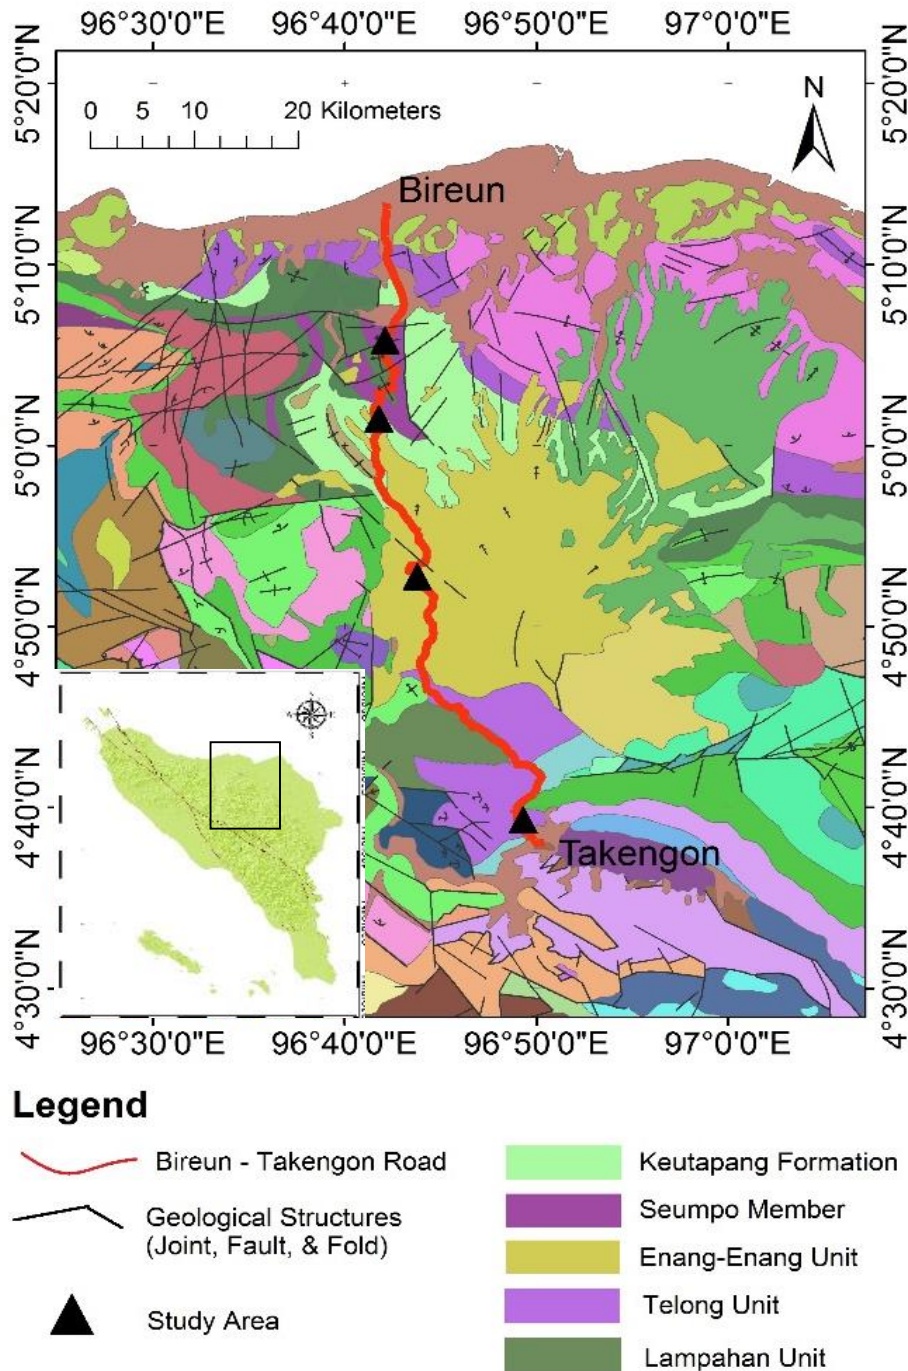 96°30'0"E 96°40'0"E 96°50'0"E 97°0'0"E
5°20'0"N 5°20'0"N
0 5 10 20 Kilometers
N
Bireun
5°10'0"N 5°10'0"N
5°0'0"N 5°0'0"N
4°50'0"N 4°50'0"N
4°40'0"N 4°40'0"N
Takengon
4°30'0"N 4°30'0"N
96°30'0"E 96°40'0"E 96°50'0"E 97°0'0"E
Legend
Bireun - Takengon Road
Geological Structures
(Joint, Fault, & Fold)
Study Area
Keutapang Formation
Seumpo Member
Enang-Enang Unit
Telong Unit
Lampahan Unit